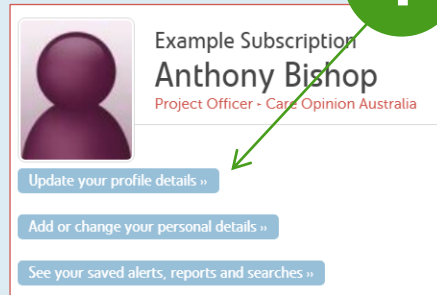 Example Subscription
Anthony Bishop
Project Officer - Care Opinion Australia
Update your profile details »
Add or change your personal details »
See your saved alerts, reports and searches »